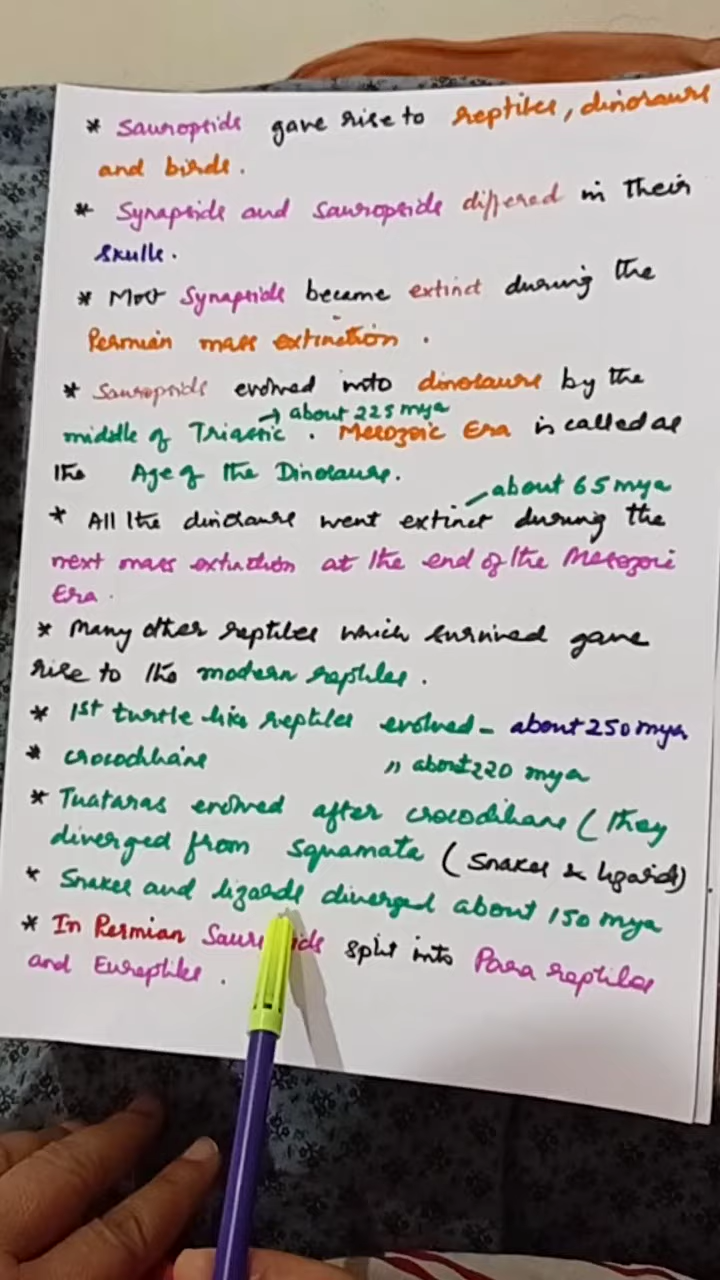 * Sauropsids gave rise to reptiles, dinosaurs
and birds.
* Synapsids and Sauropsids differed in their
skulls.
* Most Synapsids became extinct during the
Permian mass extinction.
* Sauropsids evolved into dinosaurs by the
→ about 225 mya
middle of Triassic. Mesozoic Era is called as
the Age of the Dinosaurs.
about 65 mya
* All the dinosaurs went extinct during the
next mass extinction at the end of the Mesozoic
Era.
* Many other reptiles which survived gave
rise to the modern reptiles.
* 1st turtle like reptiles evolved - about 250 mya
* crocodilians " about 220 mya
* Tuataras evolved after crocodilians (They
diverged from Squamata (Snakes & lizards)
* Snakes and lizards diverged about 150 mya
* In Permian split into Para reptiles
and Eureptiles.